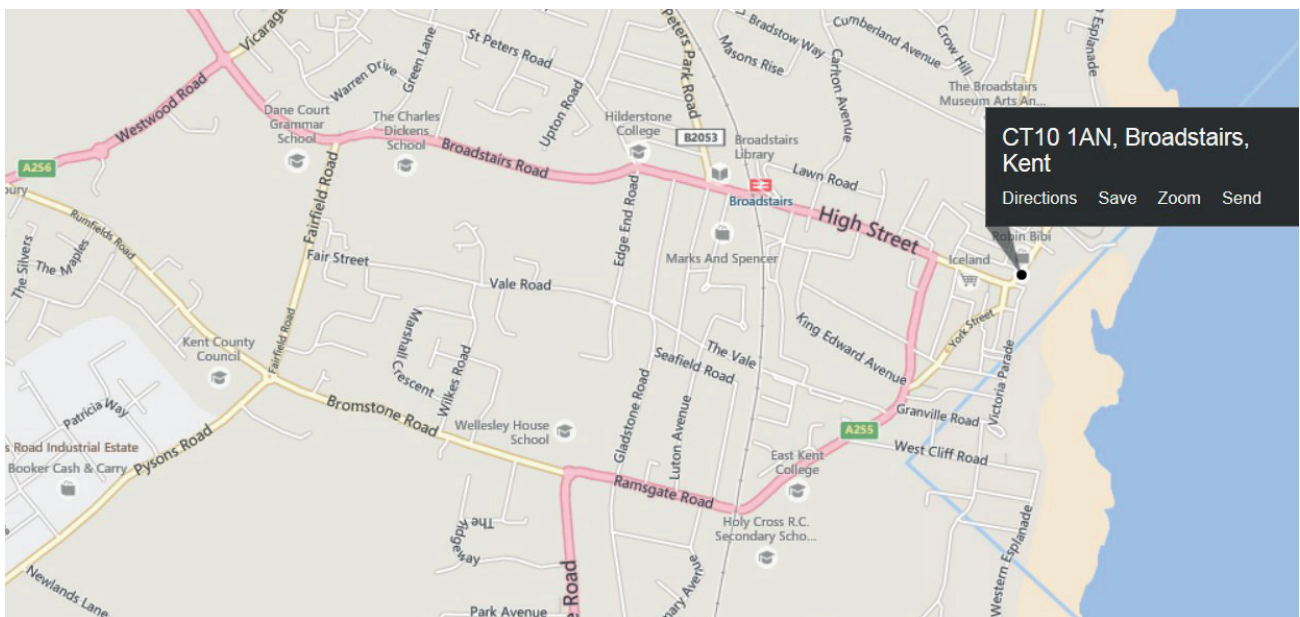 Vicarage
St Peters Road
Green Lane
Warren Drive
Westwood Road
Dane Court
Grammar
School
The Charles
Dickens
School
Upton Road
Hilderstone
College
Peters Park Road
Bradstow Way
Masons Rise
Cumberland Avenue
Crow Hill
Carlton Avenue
Esplanade
The Broadstairs
Museum Arts An...
B2053
Broadstairs
Library
Lawn Road
CT10 1AN, Broadstairs,
Kent
Directions Save Zoom Send
Robin Bibi
A256
bury
Broadstairs Road
Broadstairs
High Street
Marks And Spencer
Iceland
Rumfields Road
The Silvers
The Maples
Fairfield Road
Fair Street
Edge End Road
Vale Road
The Vale
Seafield Road
King Edward Avenue
York Street
Victoria Parade
Kent County
Council
Fairfield Road
Marshall
Crescent
Wilkes Road
Patricia Way
s Road Industrial Estate
Booker Cash & Carry
Pysons Road
Bromstone Road
Wellesley House
School
Gladstone Road
Luton Avenue
Granville Road
A255
West Cliff Road
East Kent
College
Ramsgate Road
Holy Cross R.C.
Secondary Scho...
The
Ridgeway
Newlands Lane
Park Avenue
e Road
mary Avenue
Western Esplanade